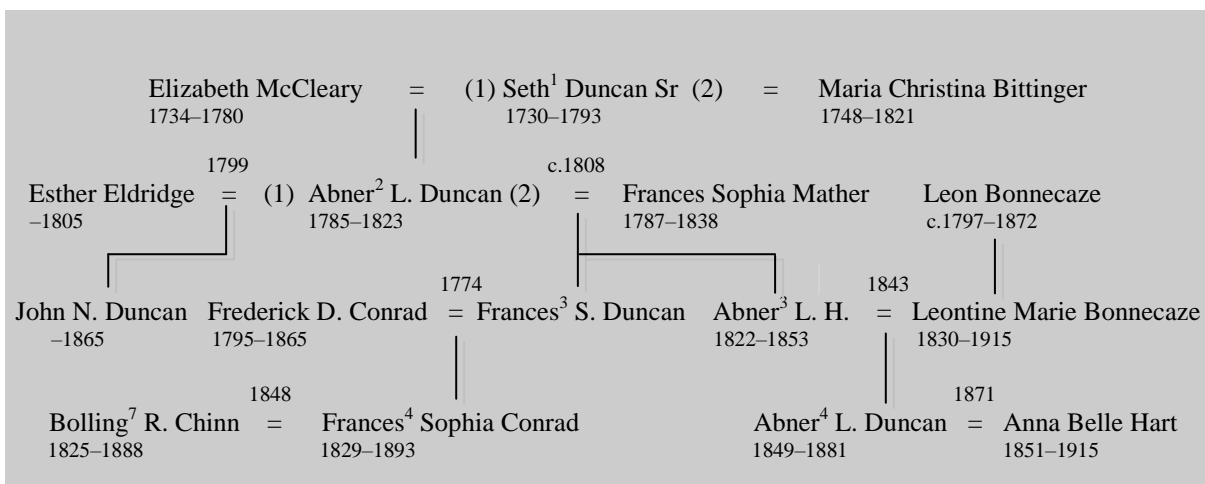 Elizabeth McCleary = (1) Seth¹ Duncan Sr (2) = Maria Christina Bittinger
1734–1780 1730–1793 1748–1821
1799 c.1808
Esther Eldridge = (1) Abner² L. Duncan (2) = Frances Sophia Mather Leon Bonnecaze
–1805 1785–1823 1787–1838 c.1797–1872
1774 1843
John N. Duncan Frederick D. Conrad = Frances³ S. Duncan Abner³ L. H. = Leontine Marie Bonnecaze
–1865 1795–1865 1822–1853 1830–1915
1848 1871
Bolling⁷ R. Chinn = Frances⁴ Sophia Conrad Abner⁴ L. Duncan = Anna Belle Hart
1825–1888 1829–1893 1849–1881 1851–1915